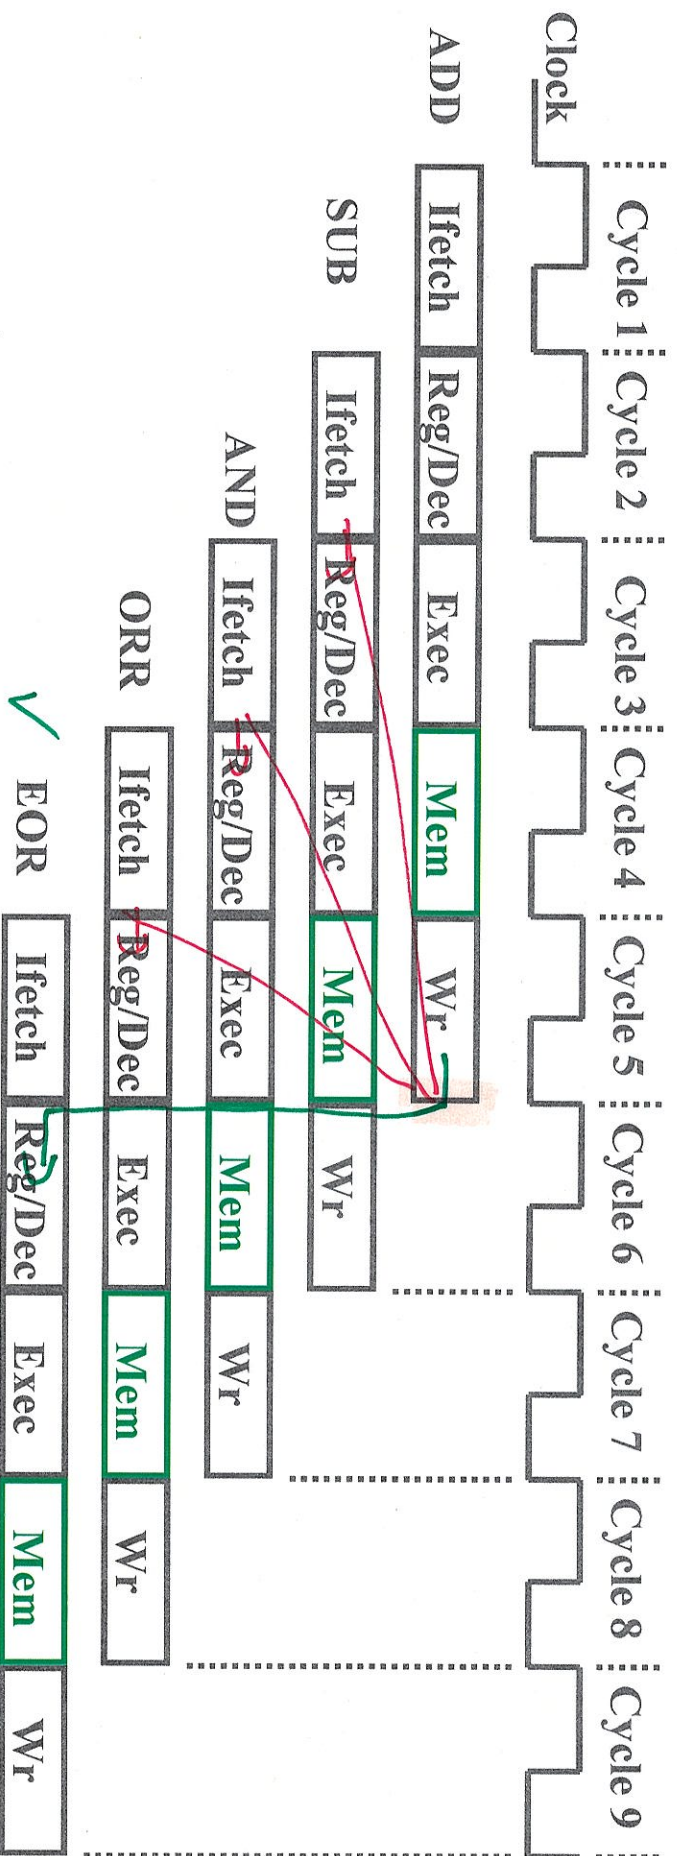 Cycle 1 Cycle 2 Cycle 3 Cycle 4 Cycle 5 Cycle 6 Cycle 7 Cycle 8 Cycle 9
Clock
ADD Ifetch Reg/Dec Exec Mem Wr
SUB Ifetch Reg/Dec Exec Mem Wr
AND Ifetch Reg/Dec Exec Mem Wr
ORR Ifetch Reg/Dec Exec Mem Wr
EOR Ifetch Reg/Dec Exec Mem Wr